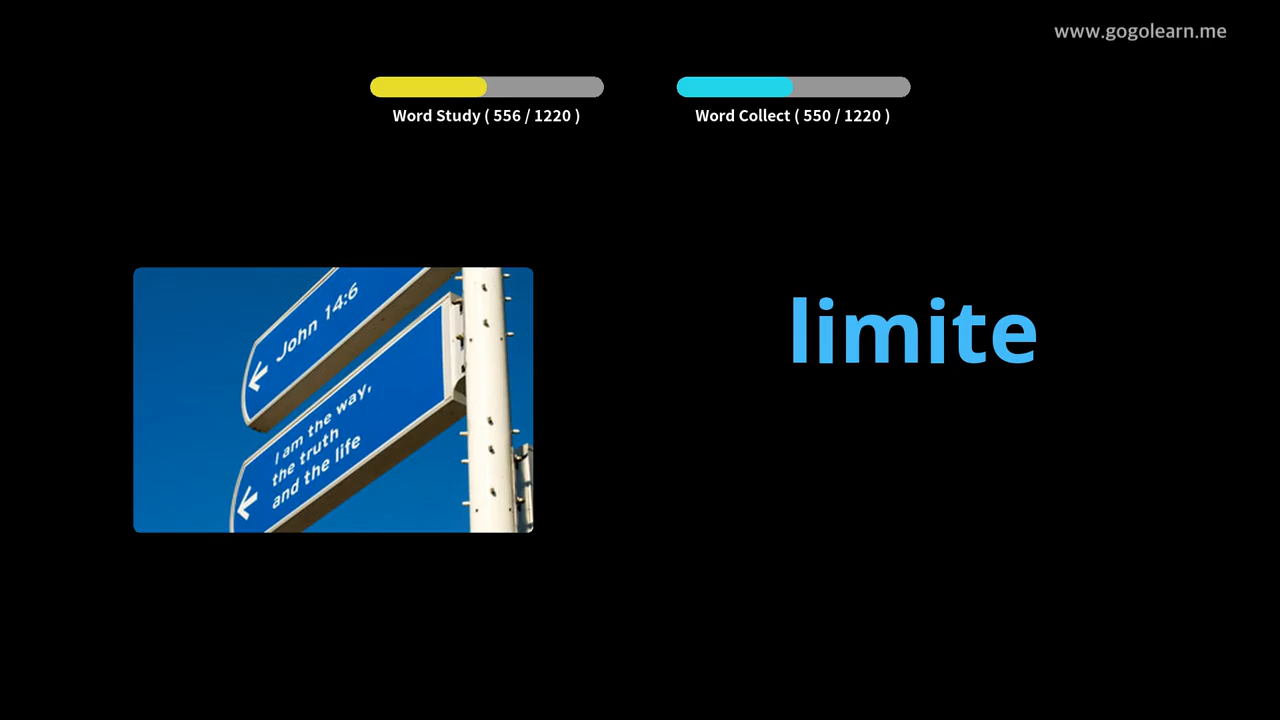 www.gogolearn.me
Word Study ( 556 / 1220 )
Word Collect ( 550 / 1220 )
John 14:6
I am the way,
the truth
and the life
limite